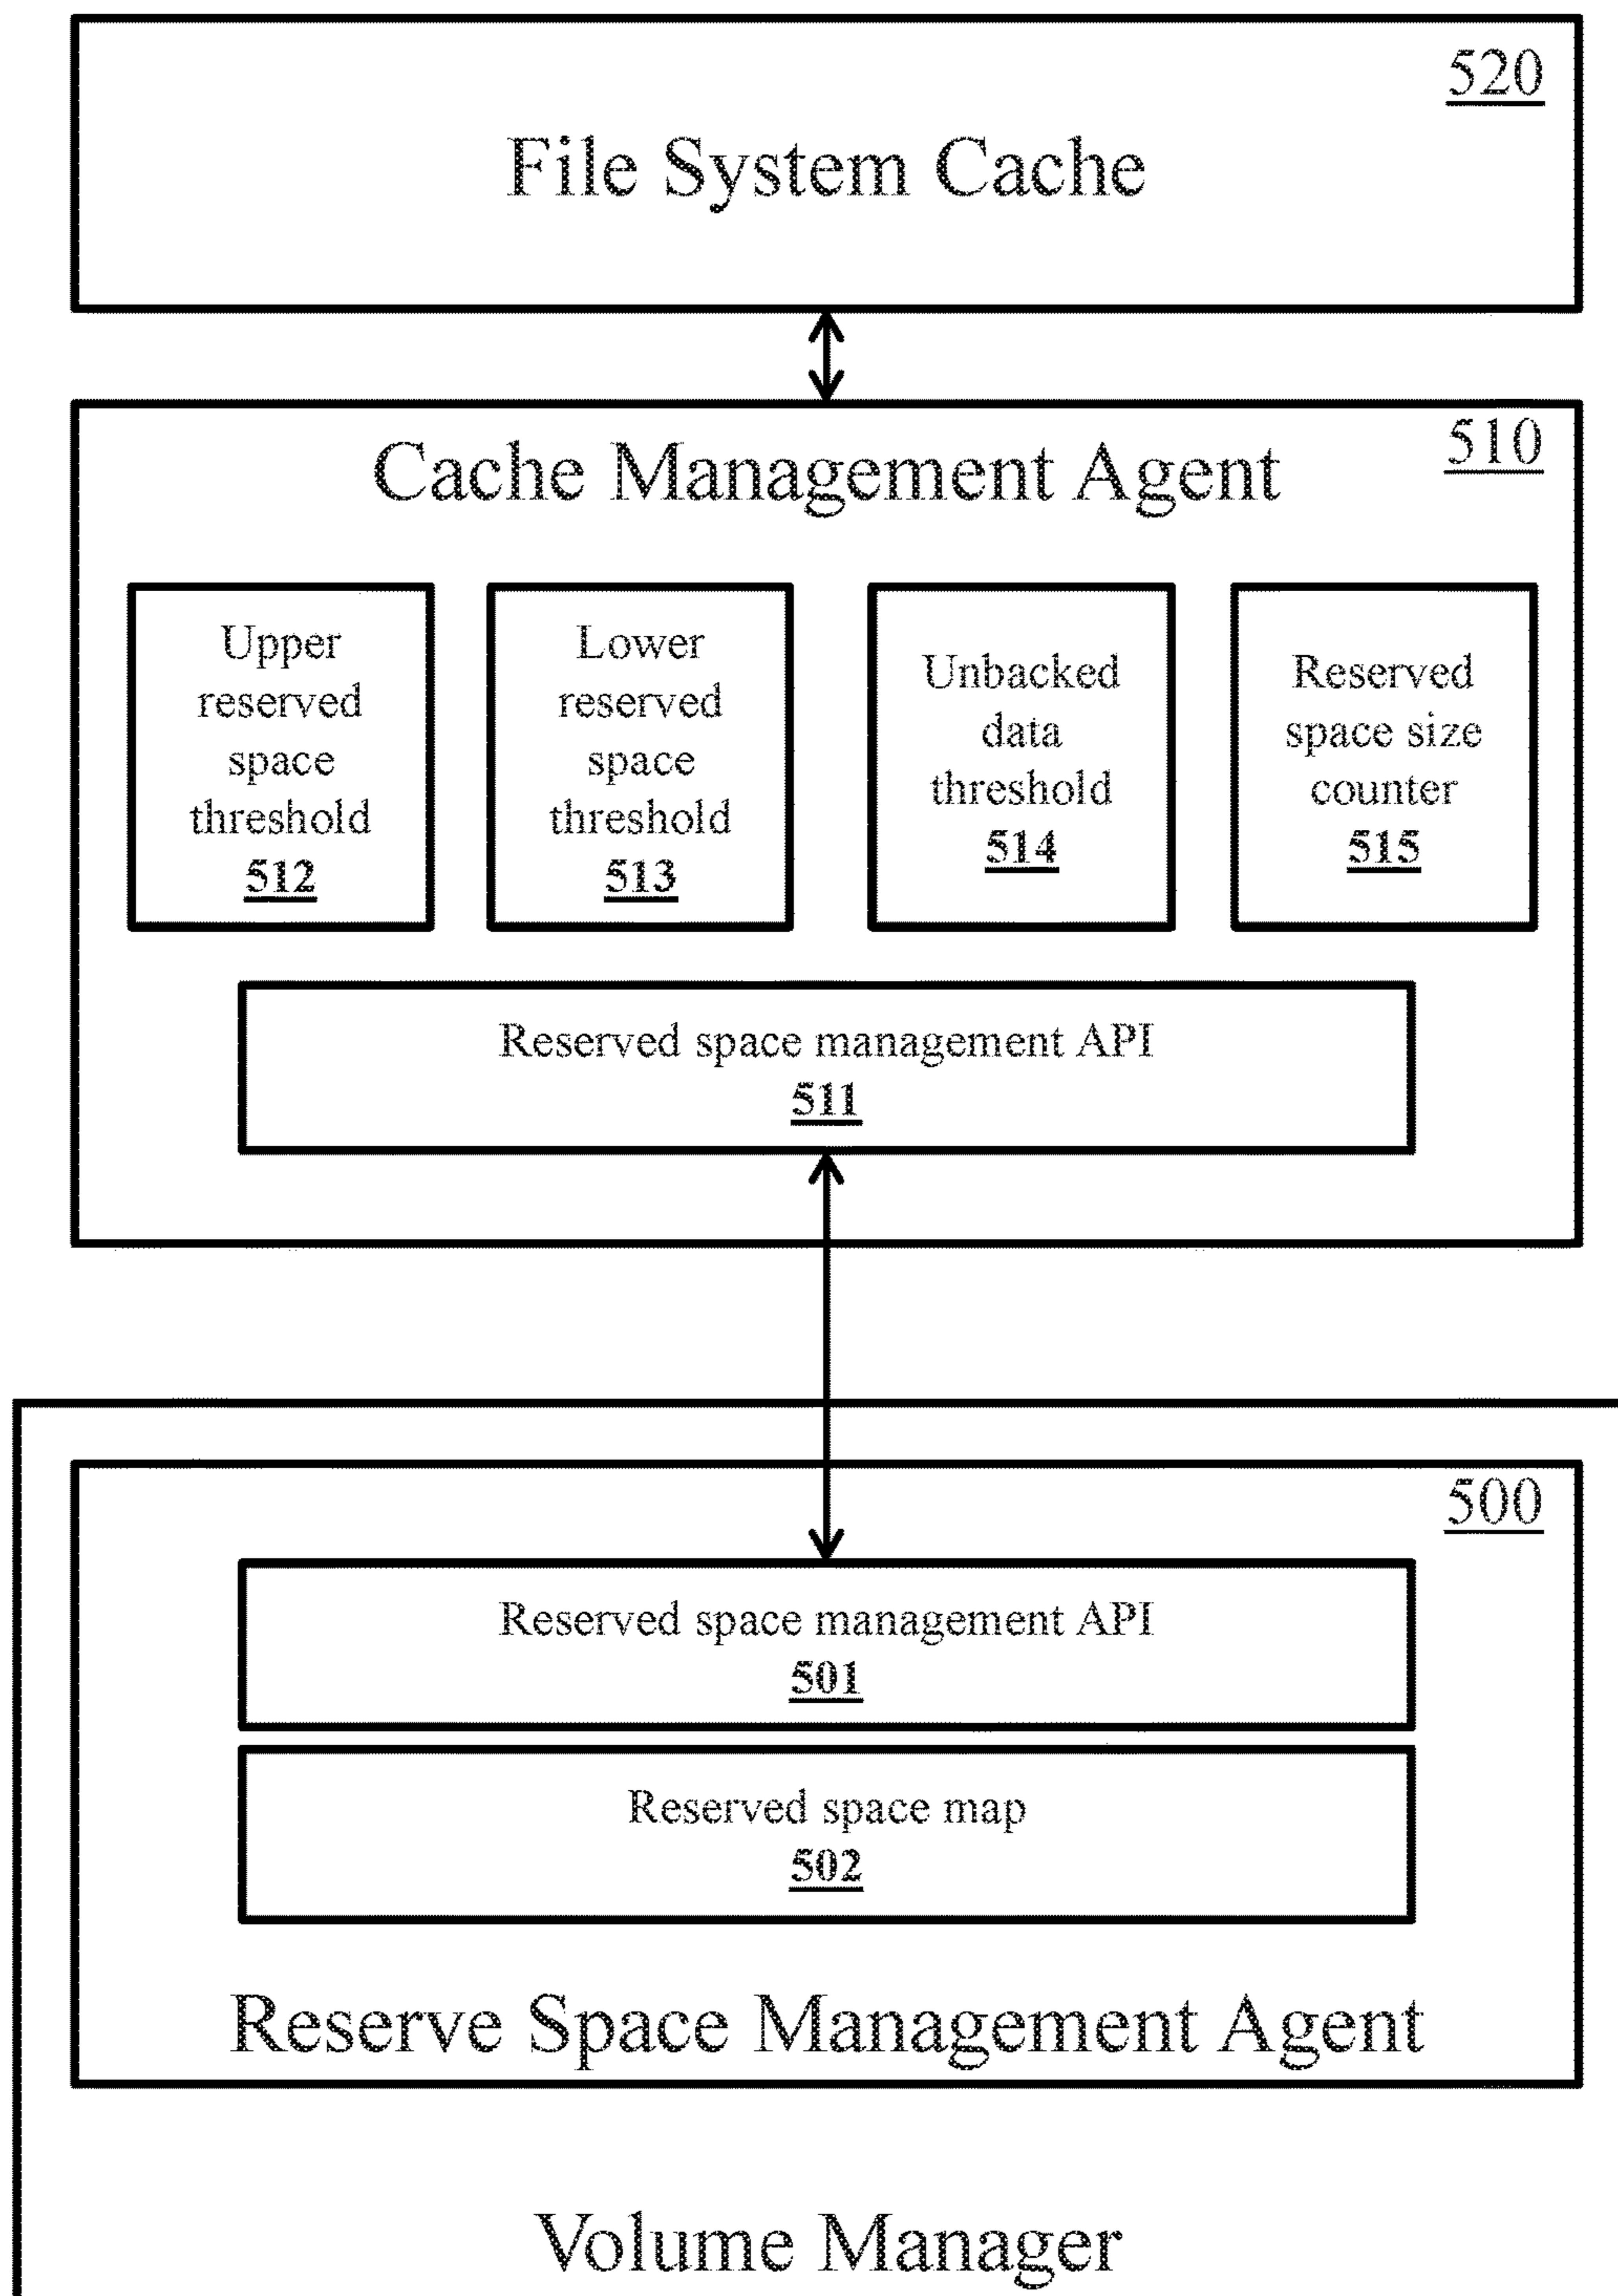 520
File System Cache
510
Cache Management Agent
Upper
reserved
space
threshold
512
Lower
reserved
space
threshold
513
Unbacked
data
threshold
514
Reserved
space size
counter
515
Reserved space management API
511
500
Reserved space management API
501
Reserved space map
502
Reserve Space Management Agent
Volume Manager